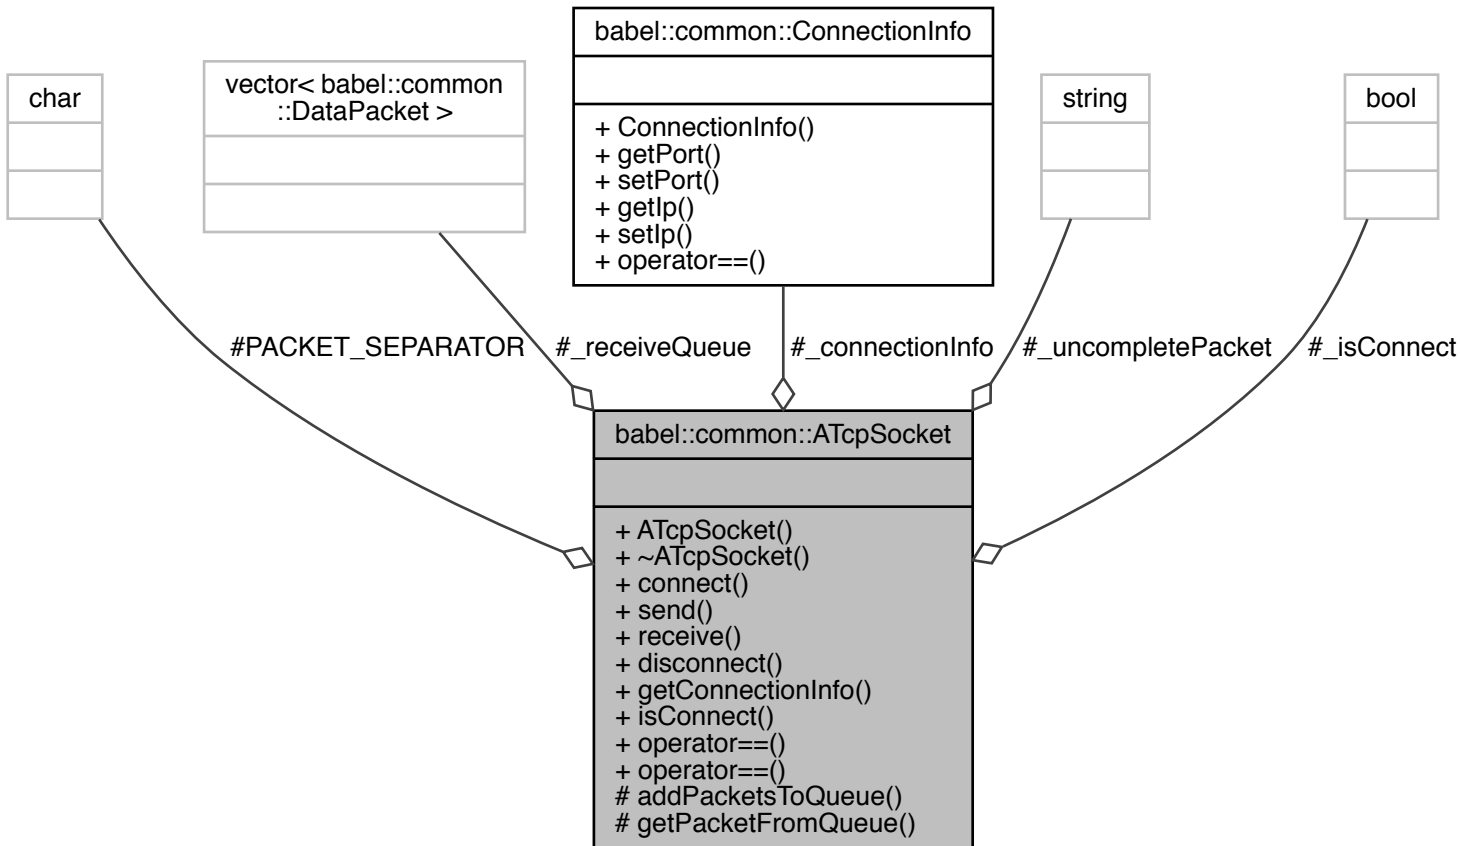 babel::common::ConnectionInfo
+ ConnectionInfo()
+ getPort()
+ setPort()
+ getIp()
+ setIp()
+ operator==()
char
vector< babel::common
::DataPacket >
string
bool
#PACKET_SEPARATOR
#_receiveQueue
#_connectionInfo
#_uncompletePacket
#_isConnect
babel::common::ATcpSocket
+ ATcpSocket()
+ ~ATcpSocket()
+ connect()
+ send()
+ receive()
+ disconnect()
+ getConnectionInfo()
+ isConnect()
+ operator==()
+ operator==()
# addPacketsToQueue()
# getPacketFromQueue()